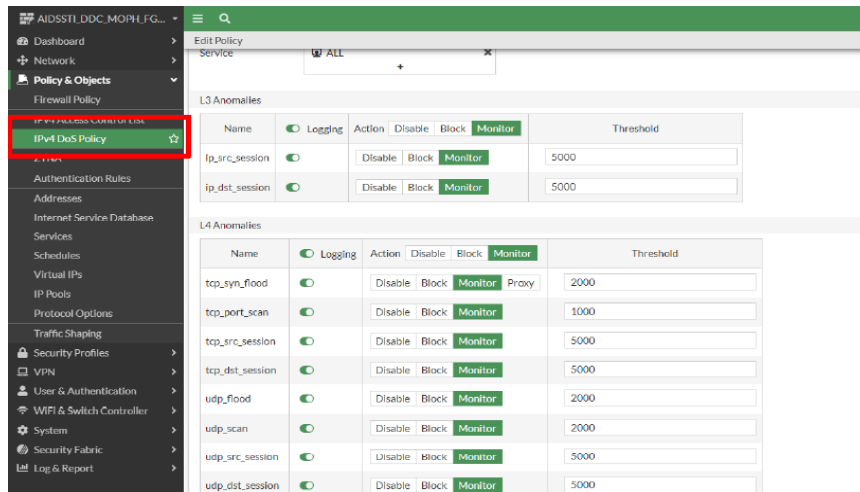 AIDSSTI_DDC_MOPH_FG...
Dashboard
Edit Policy
Network
Service ALL
+
Policy & Objects
Firewall Policy
L3 Anomalies
IPv4 Access Control List
Name Logging Action Disable Block Monitor Threshold
IPv4 DoS Policy
ZTNA
ip_src_session Disable Block Monitor 5000
Authentication Rules
ip_dst_session Disable Block Monitor 5000
Addresses
Internet Service Database
L4 Anomalies
Services
Name Logging Action Disable Block Monitor Threshold
Schedules
Virtual IPs
tcp_syn_flood Disable Block Monitor Proxy 2000
IP Pools
Protocol Options
tcp_port_scan Disable Block Monitor 1000
Traffic Shaping
tcp_src_session Disable Block Monitor 5000
Security Profiles
VPN
tcp_dst_session Disable Block Monitor 5000
User & Authentication
udp_flood Disable Block Monitor 2000
WiFi & Switch Controller
System
udp_scan Disable Block Monitor 2000
Security Fabric
udp_src_session Disable Block Monitor 5000
Log & Report
udp_dst_session Disable Block Monitor 5000